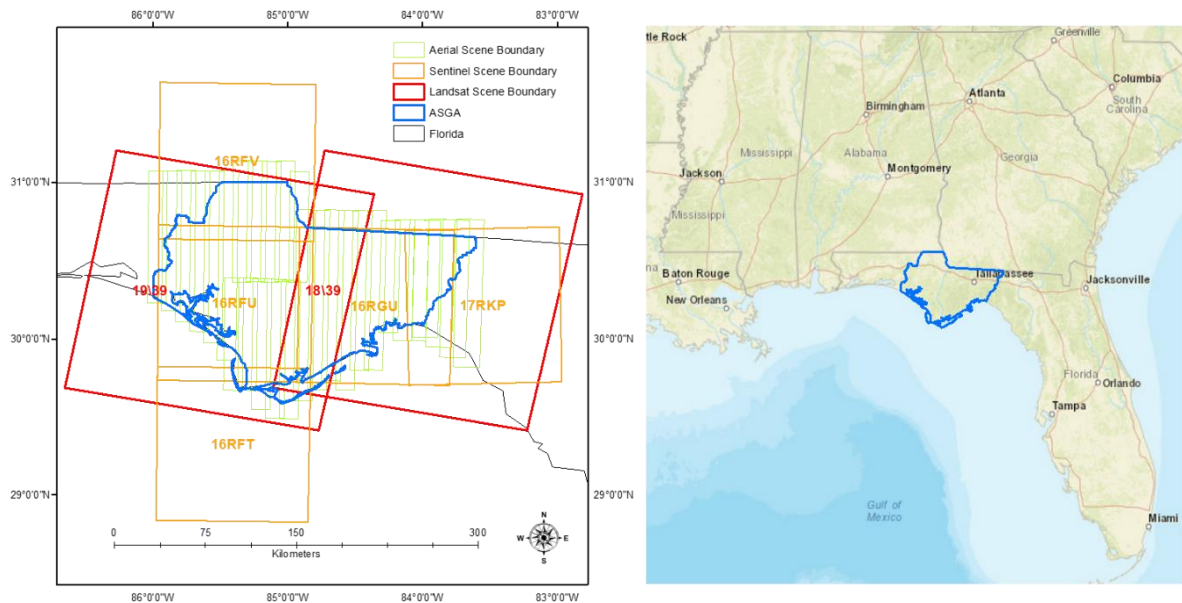 86°0'0"W 85°0'0"W 84°0'0"W 83°0'0"W
Aerial Scene Boundary
Sentinel Scene Boundary
Landsat Scene Boundary
ASGA
Florida
16RFV
31°0'0"N
31°0'0"N
19\39
16RFU
18\39
16RGU
17RKP
30°0'0"N
30°0'0"N
16RFT
29°0'0"N
29°0'0"N
0 75 150 300
Kilometers
N
W E
S
86°0'0"W 85°0'0"W 84°0'0"W 83°0'0"W
tle Rock
Greenville
Columbia
South
Carolina
Atlanta
Birmingham
Mississippi
Alabama
Georgia
Jackson
Montgomery
Mississippi
na
Baton Rouge
New Orleans
Tallahassee
Jacksonville
Florida
Orlando
Tampa
Gulf of
Mexico
Miami